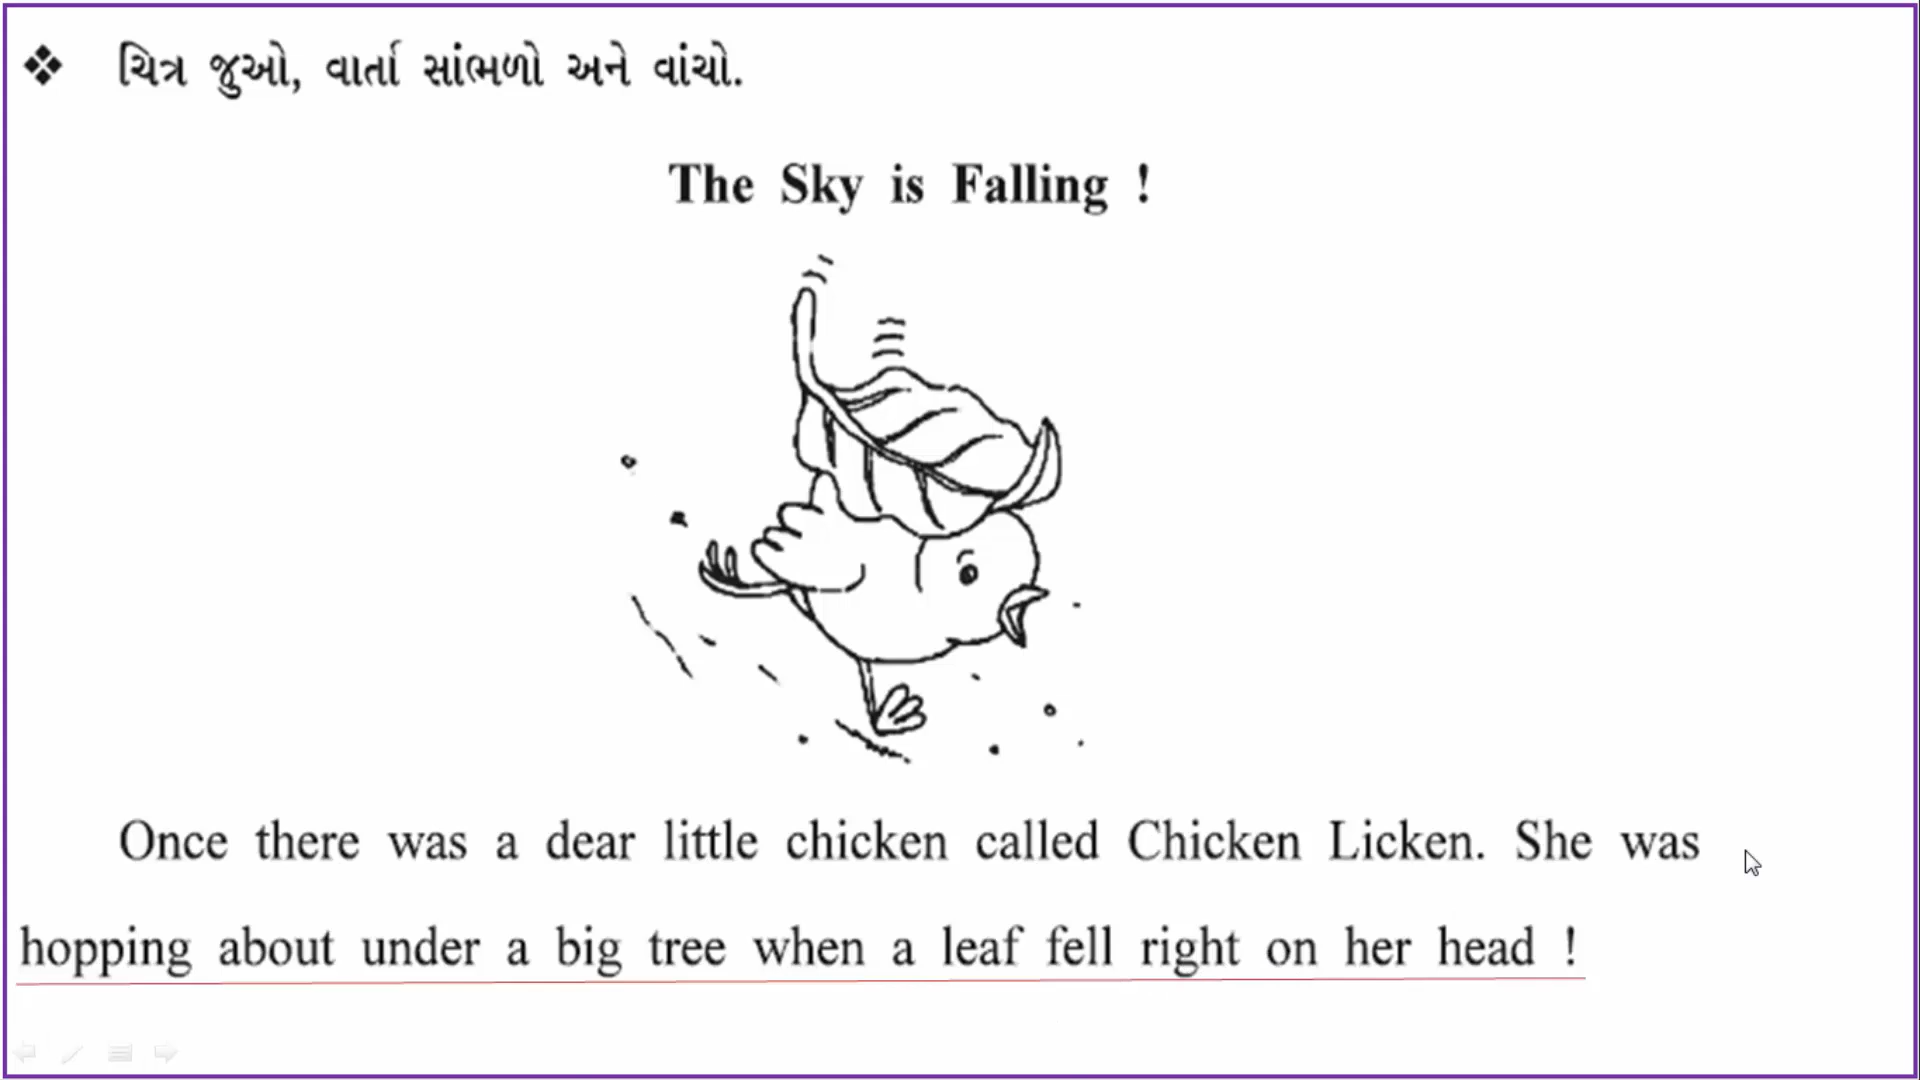 ❖ ચિત્ર જુઓ, વાર્તા સાંભળો અને વાંચો.
The Sky is Falling !
Once there was a dear little chicken called Chicken Licken. She was
hopping about under a big tree when a leaf fell right on her head !